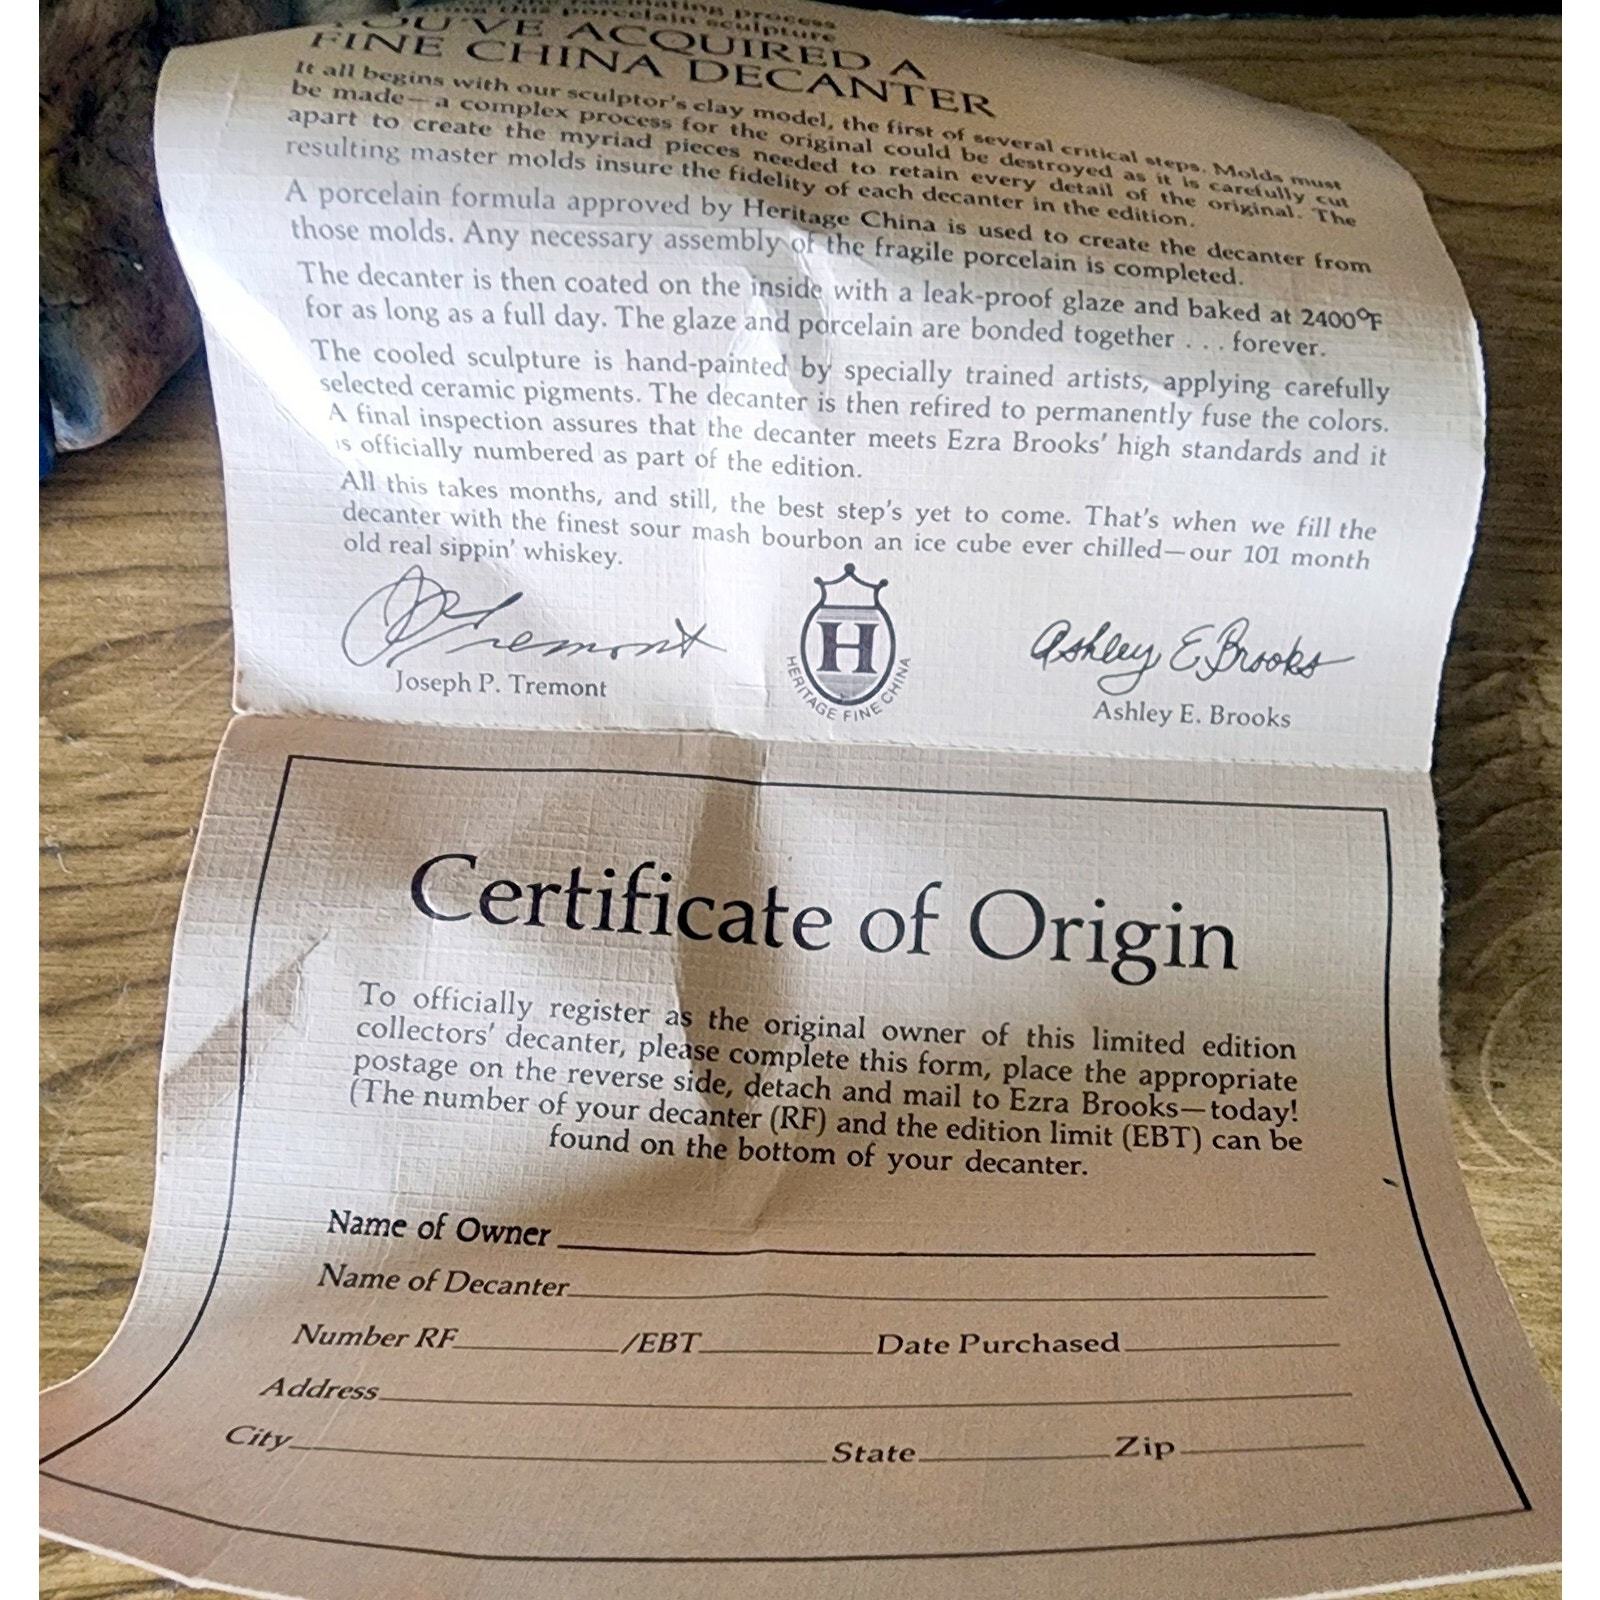 fascinating process
this porcelain sculpture
YOU'VE ACQUIRED A
FINE CHINA DECANTER
It all begins with our sculptor's clay model, the first of several critical steps. Molds must
be made—a complex process for the original could be destroyed as it is carefully cut
apart to create the myriad pieces needed to retain every detail of the original. The
resulting master molds insure the fidelity of each decanter in the edition.
A porcelain formula approved by Heritage China is used to create the decanter from
those molds. Any necessary assembly of the fragile porcelain is completed.
The decanter is then coated on the inside with a leak-proof glaze and baked at 2400°F
for as long as a full day. The glaze and porcelain are bonded together . . . forever.
The cooled sculpture is hand-painted by specially trained artists, applying carefully
selected ceramic pigments. The decanter is then refired to permanently fuse the colors.
A final inspection assures that the decanter meets Ezra Brooks' high standards and it
is officially numbered as part of the edition.
All this takes months, and still, the best step's yet to come. That's when we fill the
decanter with the finest sour mash bourbon an ice cube ever chilled—our 101 month
old real sippin' whiskey.
JPTremont
Joseph P. Tremont
H
HERITAGE FINE CHINA
Ashley E. Brooks
Ashley E. Brooks
Certificate of Origin
To officially register as the original owner of this limited edition
collectors' decanter, please complete this form, place the appropriate
postage on the reverse side, detach and mail to Ezra Brooks—today!
(The number of your decanter (RF) and the edition limit (EBT) can be
found on the bottom of your decanter.
Name of Owner
Name of Decanter
Number RF /EBT Date Purchased
Address
City State Zip